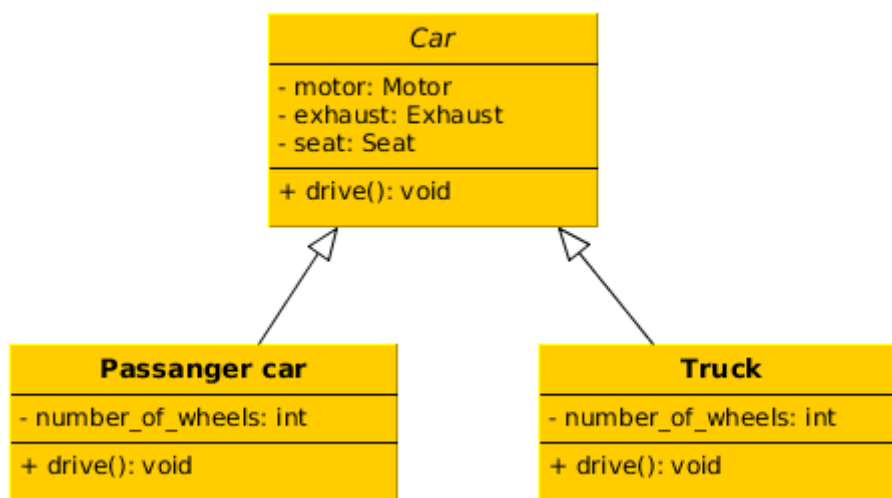 Car
- motor: Motor
- exhaust: Exhaust
- seat: Seat
+ drive(): void
Passanger car
- number_of_wheels: int
+ drive(): void
Truck
- number_of_wheels: int
+ drive(): void